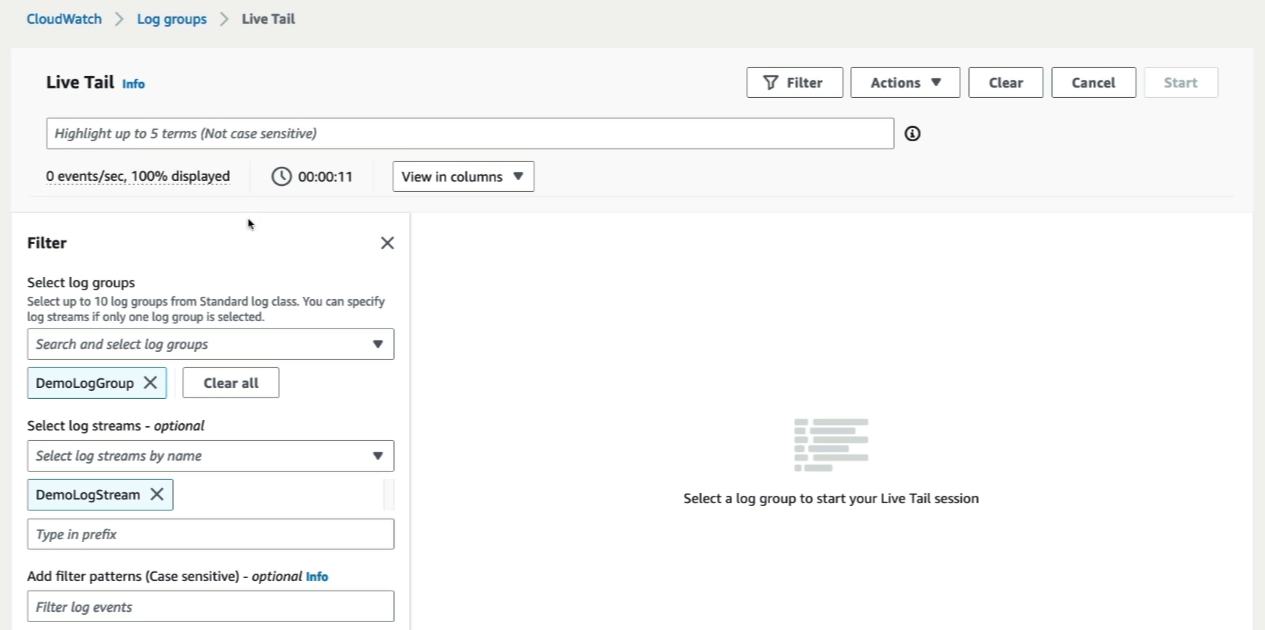 CloudWatch > Log groups > Live Tail
Live Tail Info
Filter Actions Clear Cancel Start
Highlight up to 5 terms (Not case sensitive)
0 events/sec, 100% displayed 00:00:11 View in columns
Filter
Select log groups
Select up to 10 log groups from Standard log class. You can specify
log streams if only one log group is selected.
Search and select log groups
DemoLogGroup Clear all
Select log streams - optional
Select log streams by name
DemoLogStream
Type in prefix
Add filter patterns (Case sensitive) - optional Info
Filter log events
Select a log group to start your Live Tail session